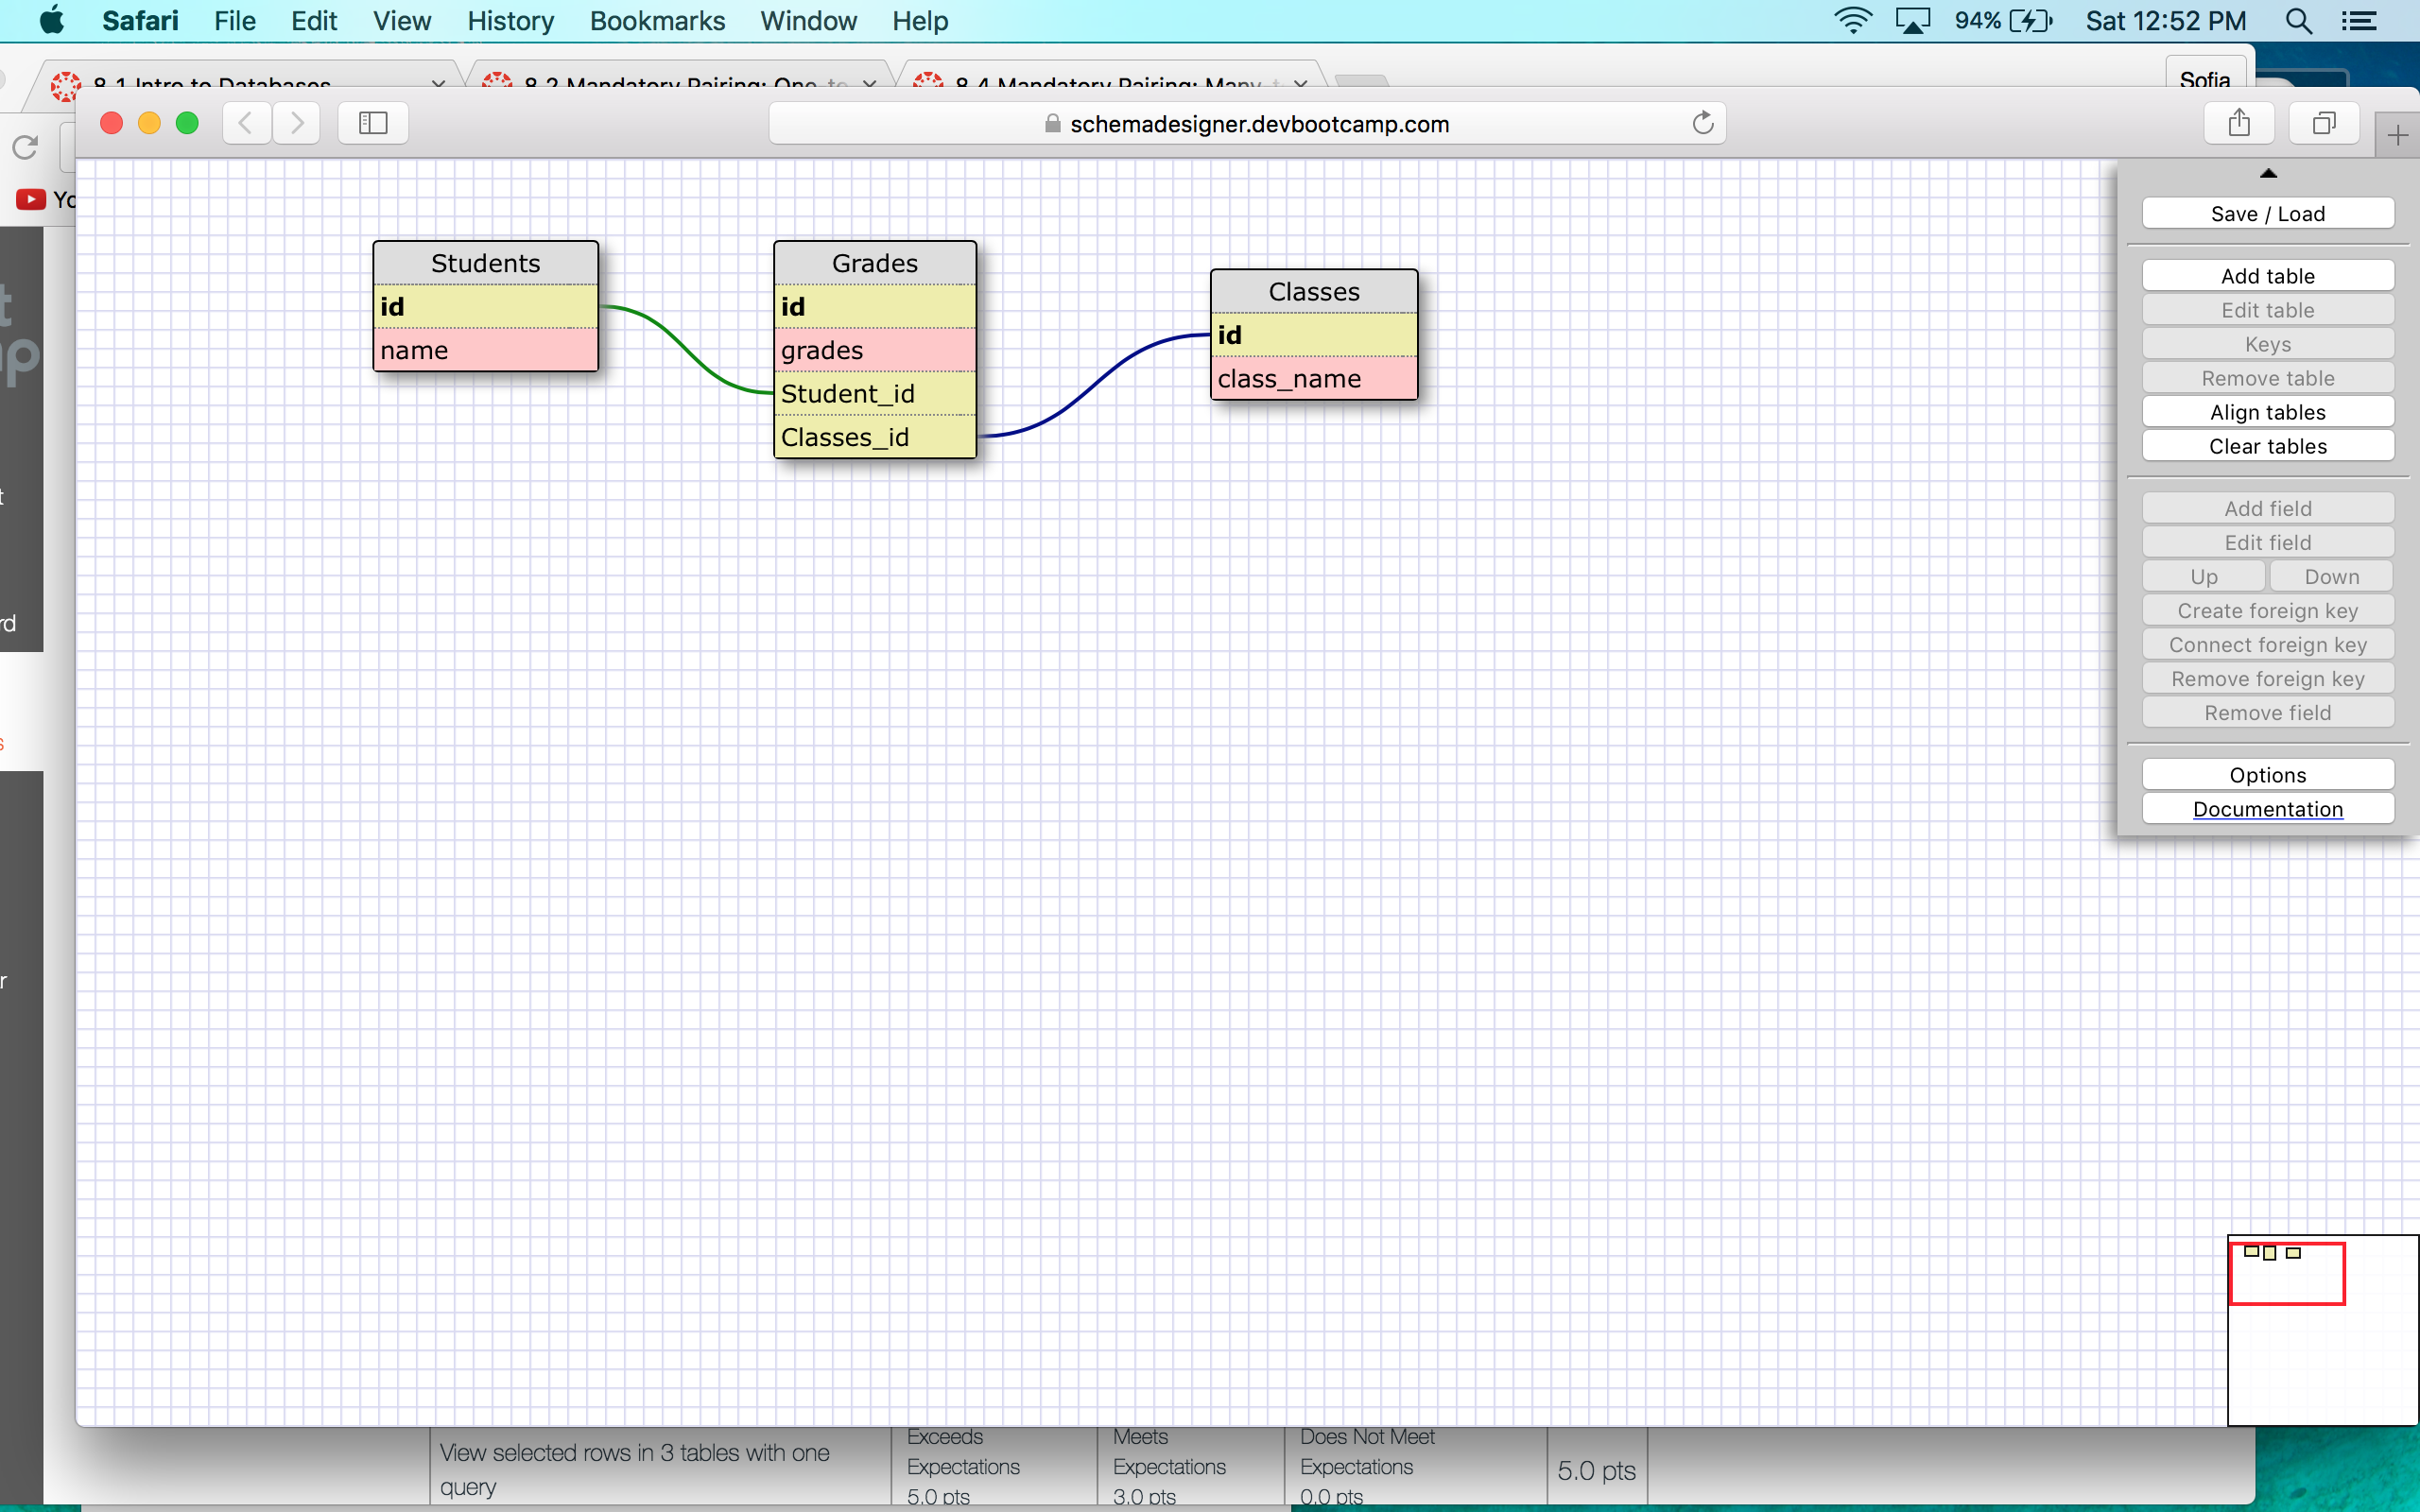 Safari File Edit View History Bookmarks Window Help 94% Sat 12:52 PM
8.1 Intro to Databases 8.2 Mandatory Pairing: One-to 8.4 Mandatory Pairing: Many-t Sofia
schemadesigner.devbootcamp.com
Students
id
name
Grades
id
grades
Student_id
Classes_id
Classes
id
class_name
Save / Load
Add table
Edit table
Keys
Remove table
Align tables
Clear tables
Add field
Edit field
Up Down
Create foreign key
Connect foreign key
Remove foreign key
Remove field
Options
Documentation
View selected rows in 3 tables with one
query
Exceeds
Expectations
5.0 pts
Meets
Expectations
3.0 pts
Does Not Meet
Expectations
0.0 pts
5.0 pts